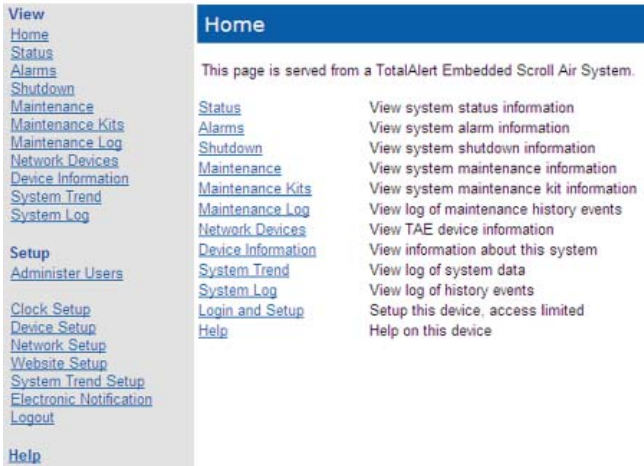 View
Home
Status
Alarms
Shutdown
Maintenance
Maintenance Kits
Maintenance Log
Network Devices
Device Information
System Trend
System Log
Setup
Administer Users
Clock Setup
Device Setup
Network Setup
Website Setup
System Trend Setup
Electronic Notification
Logout
Help
Home
This page is served from a TotalAlert Embedded Scroll Air System.
Status View system status information
Alarms View system alarm information
Shutdown View system shutdown information
Maintenance View system maintenance information
Maintenance Kits View system maintenance kit information
Maintenance Log View log of maintenance history events
Network Devices View TAE device information
Device Information View information about this system
System Trend View log of system data
System Log View log of history events
Login and Setup Setup this device, access limited
Help Help on this device